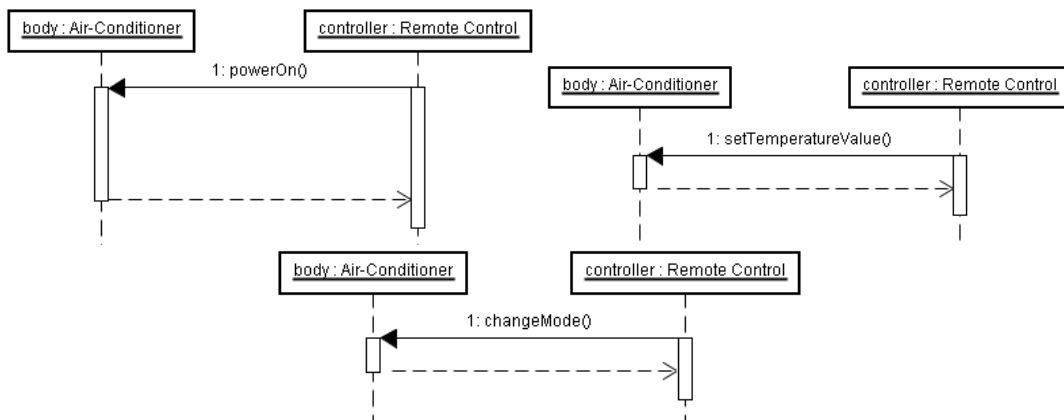 body : Air-Conditioner
controller : Remote Control
1: powerOn()
body : Air-Conditioner
controller : Remote Control
1: setTemperatureValue()
body : Air-Conditioner
controller : Remote Control
1: changeMode()